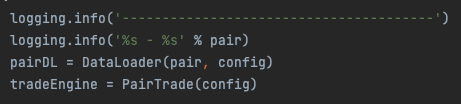 logging.info('---------------------------------------')
logging.info('%s - %s' % pair)
pairDL = DataLoader(pair, config)
tradeEngine = PairTrade(config)